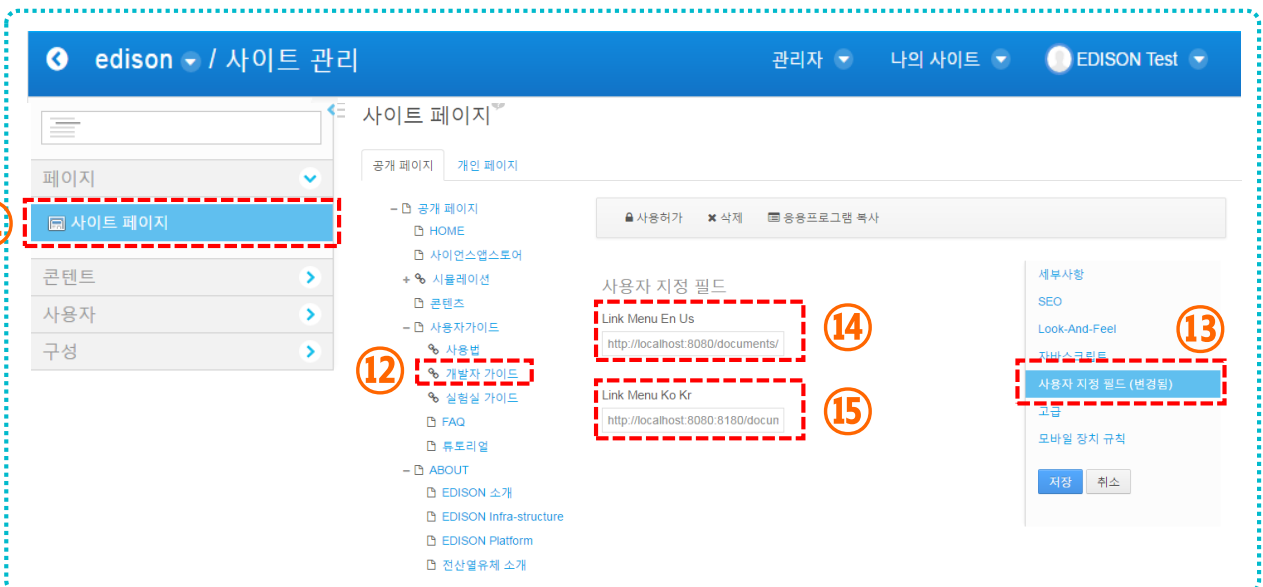 edison / 사이트 관리
관리자
나의 사이트
EDISON Test
페이지
사이트 페이지
콘텐트
사용자
구성
사이트 페이지
공개 페이지
개인 페이지
공개 페이지
HOME
사이언스앱스토어
시뮬레이션
콘텐츠
사용자가이드
사용법
⑫
개발자 가이드
실험실 가이드
FAQ
튜토리얼
ABOUT
EDISON 소개
EDISON Infra-structure
EDISON Platform
전산열유체 소개
사용허가
삭제
응용프로그램 복사
사용자 지정 필드
Link Menu En Us
http://localhost:8080/documents/
⑭
Link Menu Ko Kr
http://localhost:8080:8180/docun
⑮
세부사항
SEO
Look-And-Feel
⑬
자바스크립트
사용자 지정 필드 (변경됨)
고급
모바일 장치 규칙
저장
취소